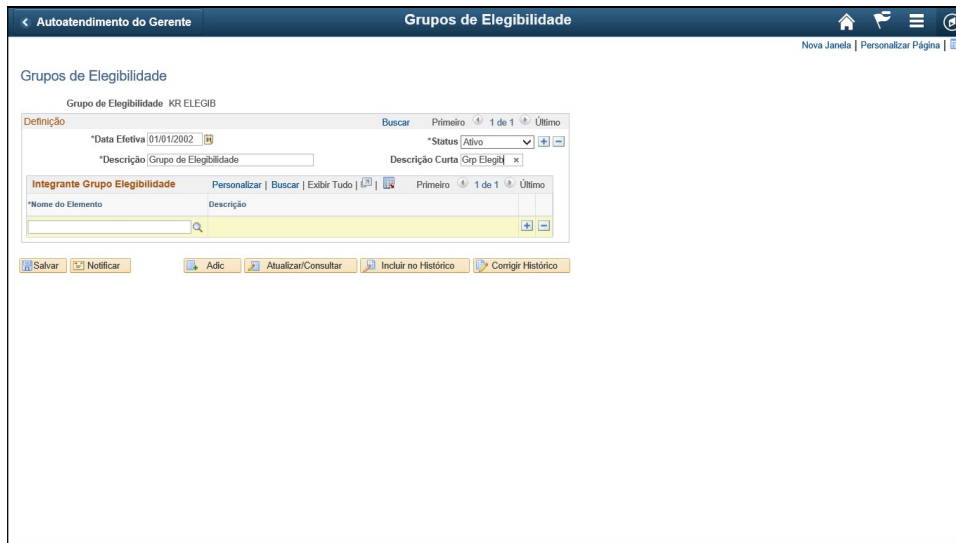 Autoatendimento do Gerente Grupos de Elegibilidade
Nova Janela | Personalizar Página |
Grupos de Elegibilidade
Grupo de Elegibilidade KR ELEGIB
Definição Buscar Primeiro 1 de 1 Último
*Data Efetiva 01/01/2002 *Status Ativo
*Descrição Grupo de Elegibilidade Descrição Curta Grp Elegib x
Integrante Grupo Elegibilidade Personalizar | Buscar | Exibir Tudo | | Primeiro 1 de 1 Último
*Nome do Elemento Descrição
Salvar Notificar Adic Atualizar/Consultar Incluir no Histórico Corrigir Histórico